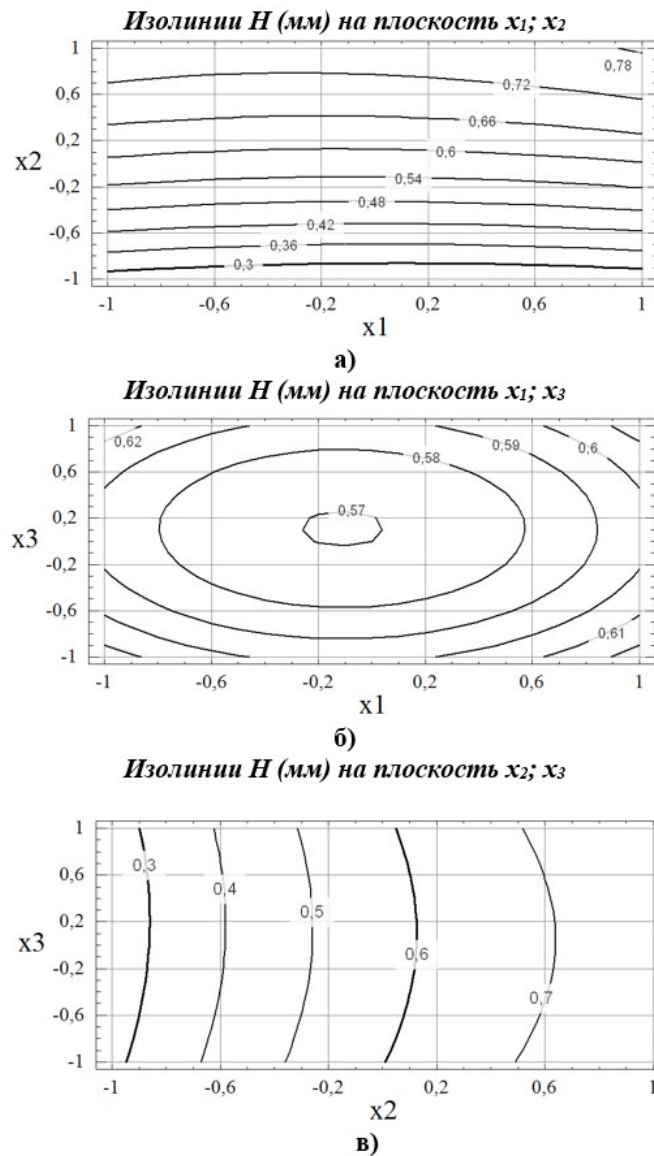 Изолинии H (мм) на плоскость x1; x2
1
0,6
0,2
-0,2
-0,6
-1
x2
0,78
0,72
0,66
0,6
0,54
0,48
0,42
0,36
0,3
-1 -0,6 -0,2 0,2 0,6 1
x1
а)
Изолинии H (мм) на плоскость x1; x3
1
0,6
0,2
-0,2
-0,6
-1
x3
0,62
0,6
0,59
0,58
0,57
0,61
-1 -0,6 -0,2 0,2 0,6 1
x1
б)
Изолинии H (мм) на плоскость x2; x3
1
0,6
0,2
-0,2
-0,6
-1
x3
0,3
0,4
0,5
0,6
0,7
-1 -0,6 -0,2 0,2 0,6 1
x2
в)